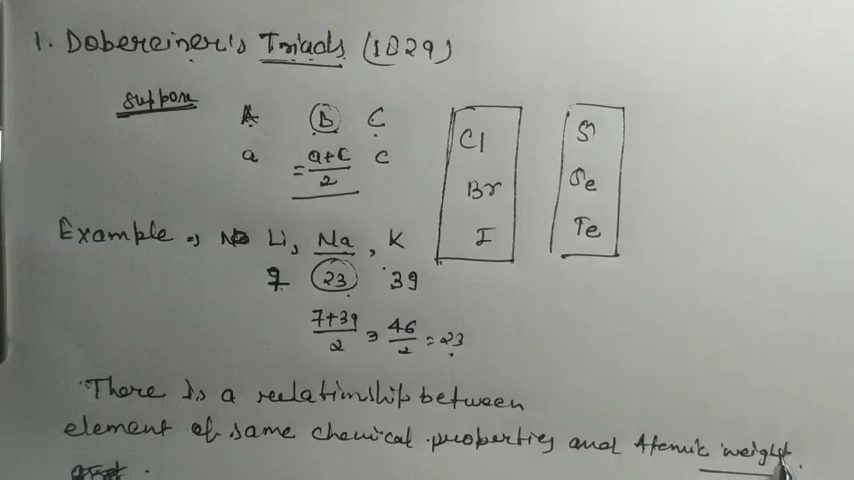 1. Dobereiner's Triads (1829)
suppose
A B C
a = a+c/2 c
Cl
Br
I
S
Se
Te
Example => Li, Na, K
7 23 39
7+39/2 => 46/2 = 23
There is a relationship between
element of same chemical properties and Atomic weight.